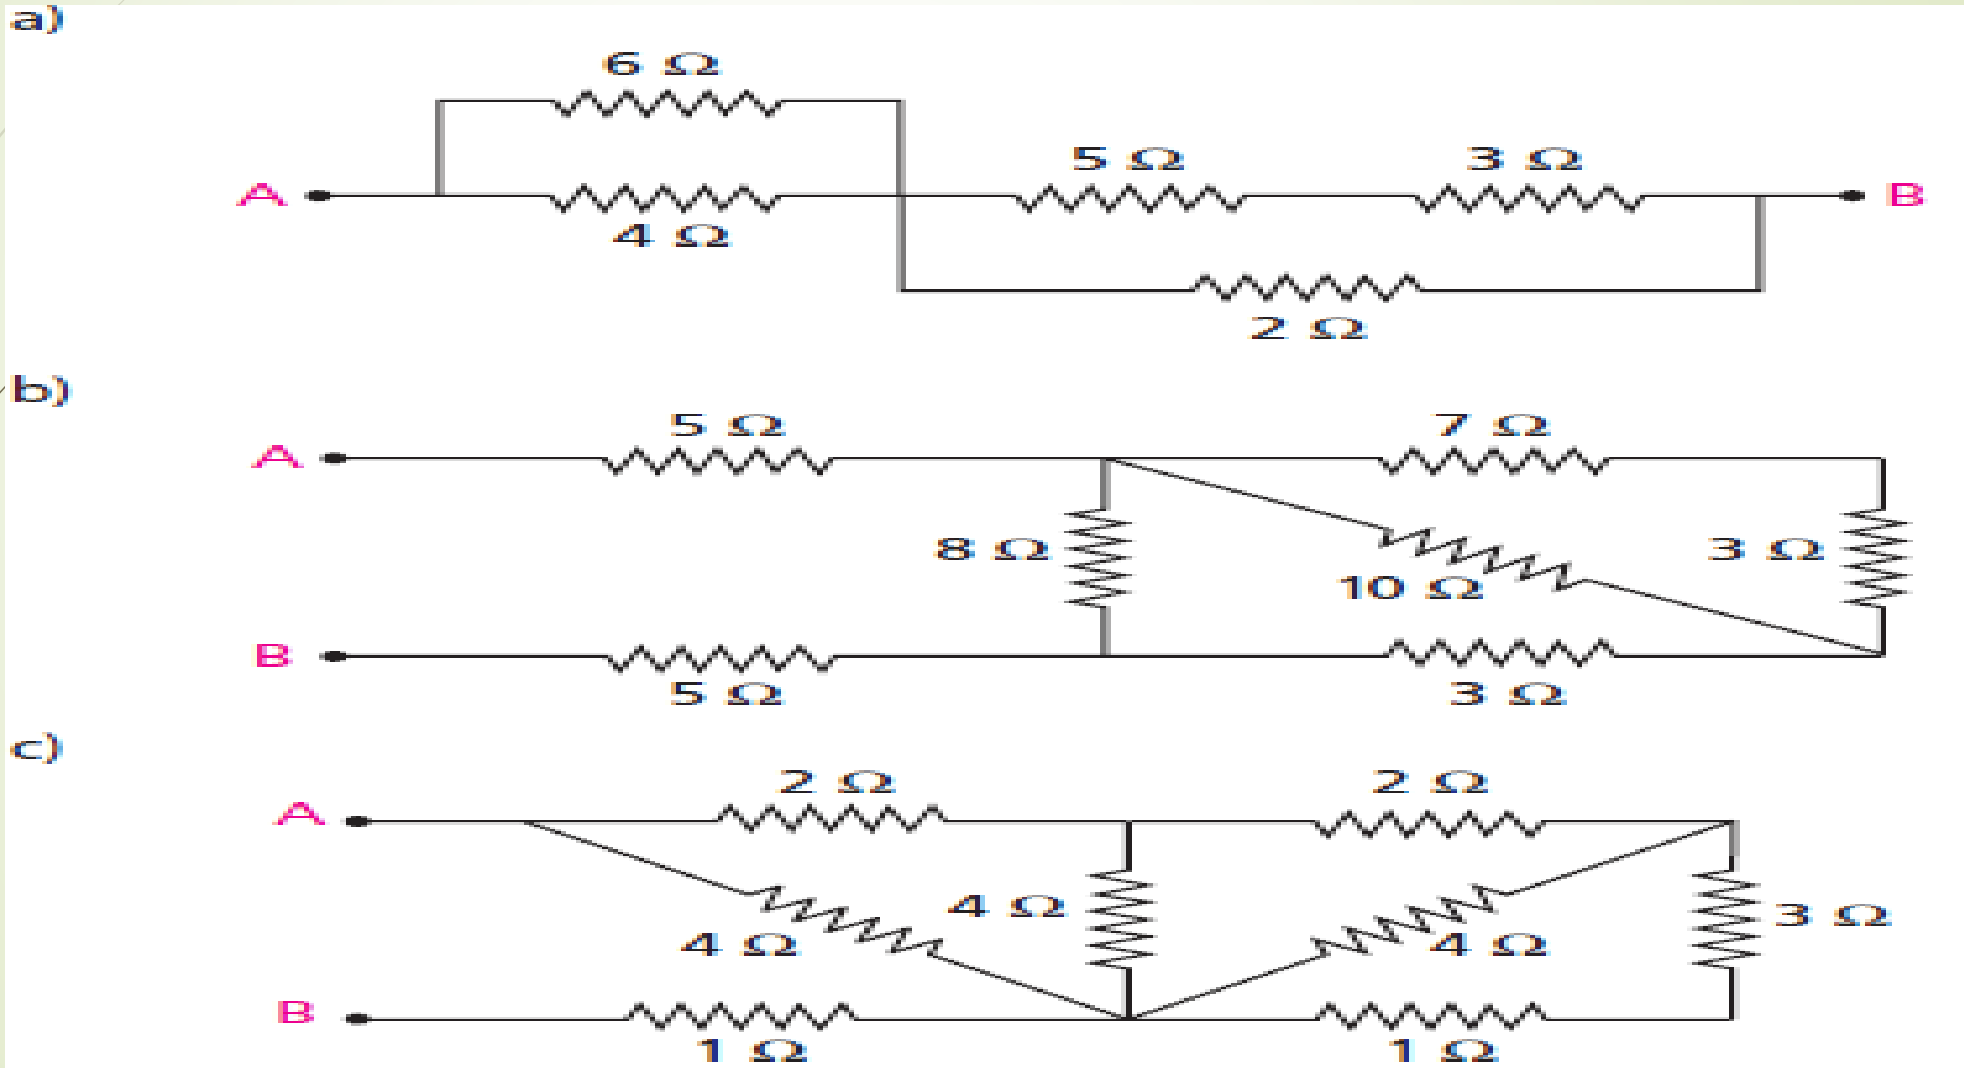 a)
6 Ω
5 Ω 3 Ω
A B
4 Ω
2 Ω
b)
5 Ω 7 Ω
A
8 Ω 3 Ω
10 Ω
B
5 Ω 3 Ω
c)
2 Ω 2 Ω
A
4 Ω 3 Ω
4 Ω 4 Ω
B
1 Ω 1 Ω